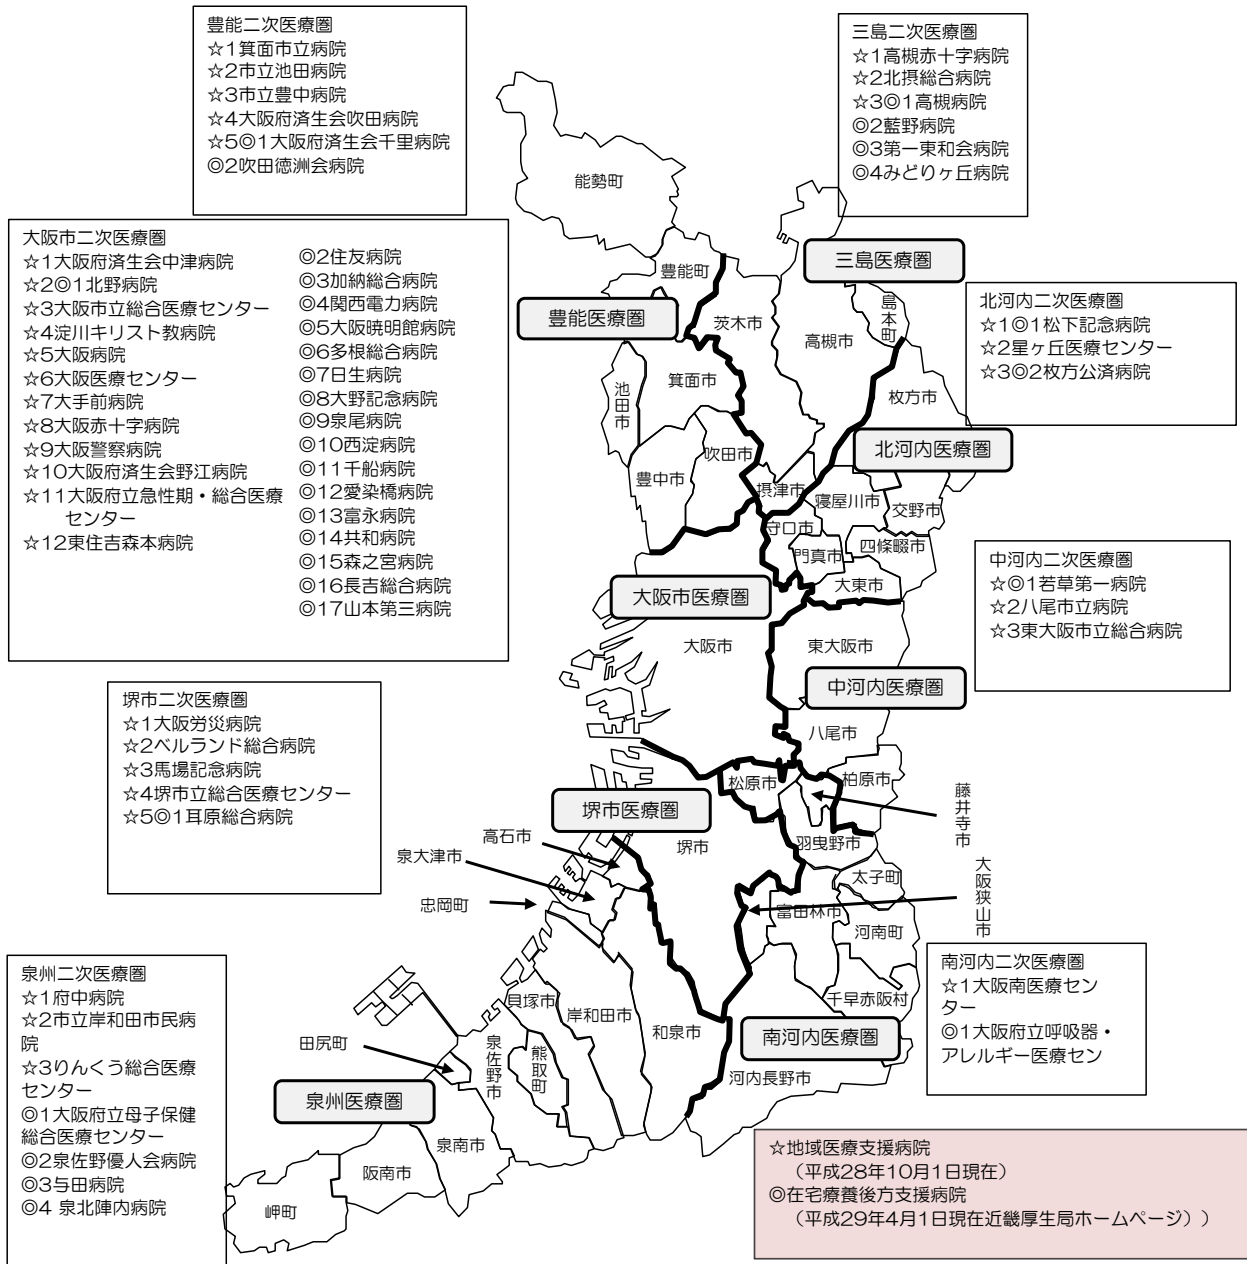 豊能二次医療圏
☆1箕面市立病院
☆2市立池田病院
☆3市立豊中病院
☆4大阪府済生会吹田病院
☆5◎1大阪府済生会千里病院
◎2吹田徳洲会病院
三島二次医療圏
☆1高槻赤十字病院
☆2北摂総合病院
☆3◎1高槻病院
◎2藍野病院
◎3第一東和会病院
◎4みどりヶ丘病院
大阪市二次医療圏
☆1大阪府済生会中津病院
☆2◎1北野病院
☆3大阪市立総合医療センター
☆4淀川キリスト教病院
☆5大阪病院
☆6大阪医療センター
☆7大手前病院
☆8大阪赤十字病院
☆9大阪警察病院
☆10大阪府済生会野江病院
☆11大阪府立急性期・総合医療
センター
☆12東住吉森本病院
◎2住友病院
◎3加納総合病院
◎4関西電力病院
◎5大阪暁明館病院
◎6多根総合病院
◎7日生病院
◎8大野記念病院
◎9泉尾病院
◎10西淀病院
◎11千船病院
◎12愛染橋病院
◎13富永病院
◎14共和病院
◎15森之宮病院
◎16長吉総合病院
◎17山本第三病院
北河内二次医療圏
☆1◎1松下記念病院
☆2星ヶ丘医療センター
☆3◎2枚方公済病院
中河内二次医療圏
☆◎1若草第一病院
☆2八尾市立病院
☆3東大阪市立総合病院
堺市二次医療圏
☆1大阪労災病院
☆2ベルランド総合病院
☆3馬場記念病院
☆4堺市立総合医療センター
☆5◎1耳原総合病院
泉州二次医療圏
☆1府中病院
☆2市立岸和田市民病
院
☆3りんくう総合医療
センター
◎1大阪府立母子保健
総合医療センター
◎2泉佐野優人会病院
◎3与田病院
◎4 泉北陣内病院
南河内二次医療圏
☆1大阪南医療セン
ター
◎1大阪府立呼吸器・
アレルギー医療セン
能勢町
豊能町
三島医療圏
豊能医療圏
茨木市
島本町
高槻市
箕面市
池田市
枚方市
北河内医療圏
吹田市
豊中市
摂津市
寝屋川市
交野市
守口市
門真市
四條畷市
大東市
大阪市医療圏
大阪市
東大阪市
中河内医療圏
八尾市
松原市
柏原市
藤井寺市
堺市医療圏
高石市
堺市
羽曳野市
泉大津市
太子町
大阪狭山市
忠岡町
富田林市
河南町
千早赤阪村
貝塚市
岸和田市
和泉市
南河内医療圏
田尻町
泉佐野市
熊取町
河内長野市
泉州医療圏
泉南市
阪南市
岬町
☆地域医療支援病院
（平成28年10月1日現在）
◎在宅療養後方支援病院
（平成29年4月1日現在近畿厚生局ホームページ））